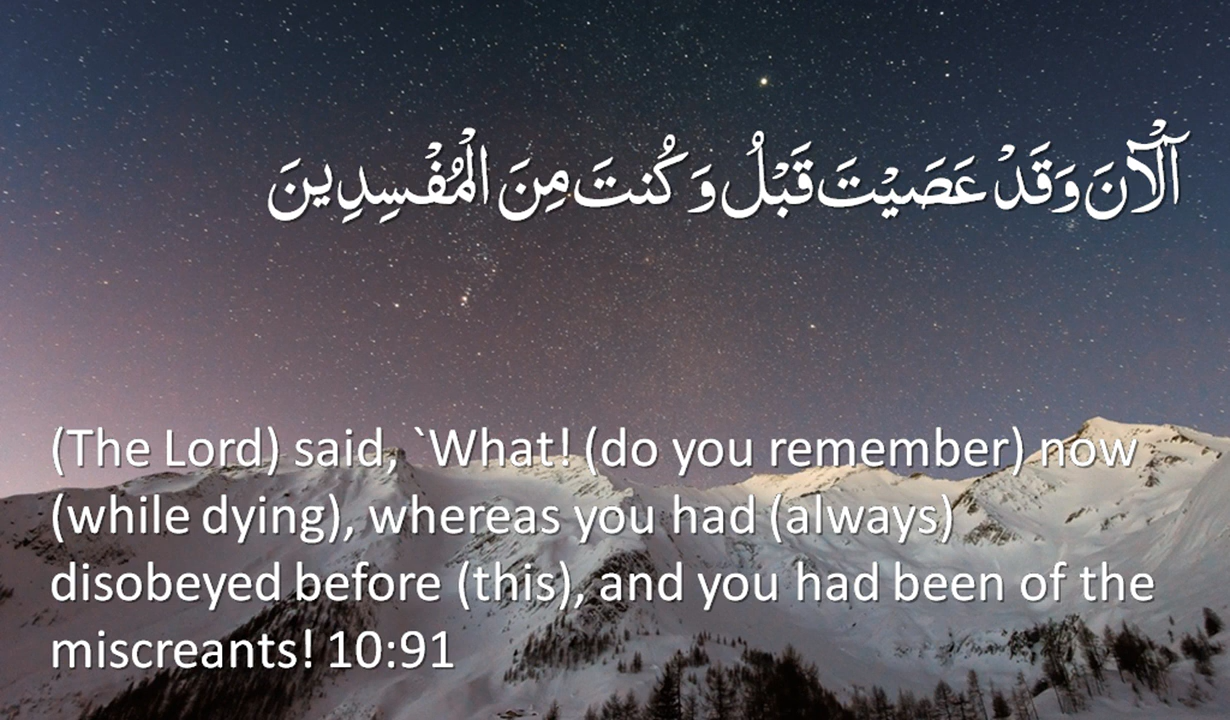 آلْآنَ وَقَدْ عَصَيْتَ قَبْلُ وَكُنتَ مِنَ الْمُفْسِدِينَ
(The Lord) said, `What! (do you remember) now
(while dying), whereas you had (always)
disobeyed before (this), and you had been of the
miscreants! 10:91